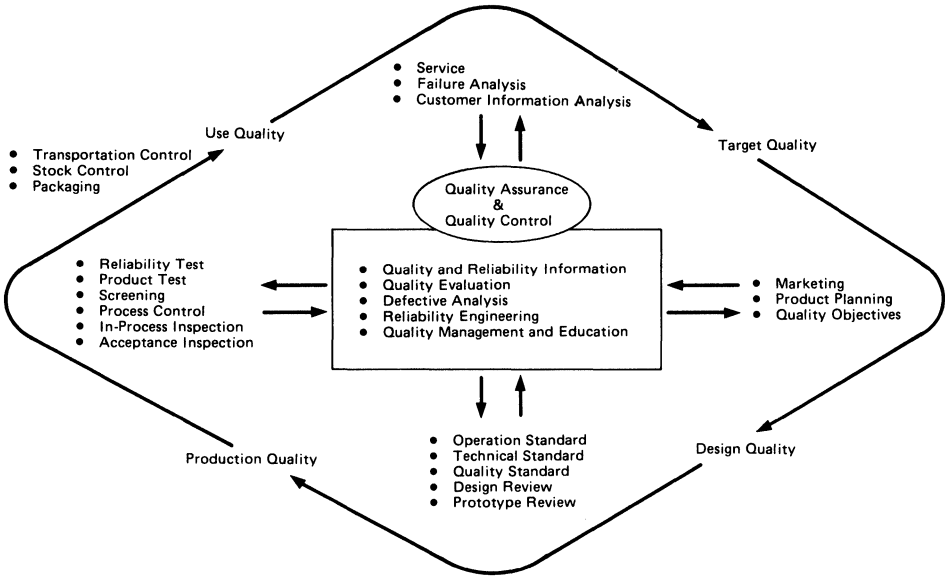 ● Service
● Failure Analysis
● Customer Information Analysis
Use Quality
Target Quality
● Transportation Control
● Stock Control
● Packaging
Quality Assurance
&
Quality Control
● Reliability Test
● Product Test
● Screening
● Process Control
● In-Process Inspection
● Acceptance Inspection
● Quality and Reliability Information
● Quality Evaluation
● Defective Analysis
● Reliability Engineering
● Quality Management and Education
● Marketing
● Product Planning
● Quality Objectives
Production Quality
Design Quality
● Operation Standard
● Technical Standard
● Quality Standard
● Design Review
● Prototype Review